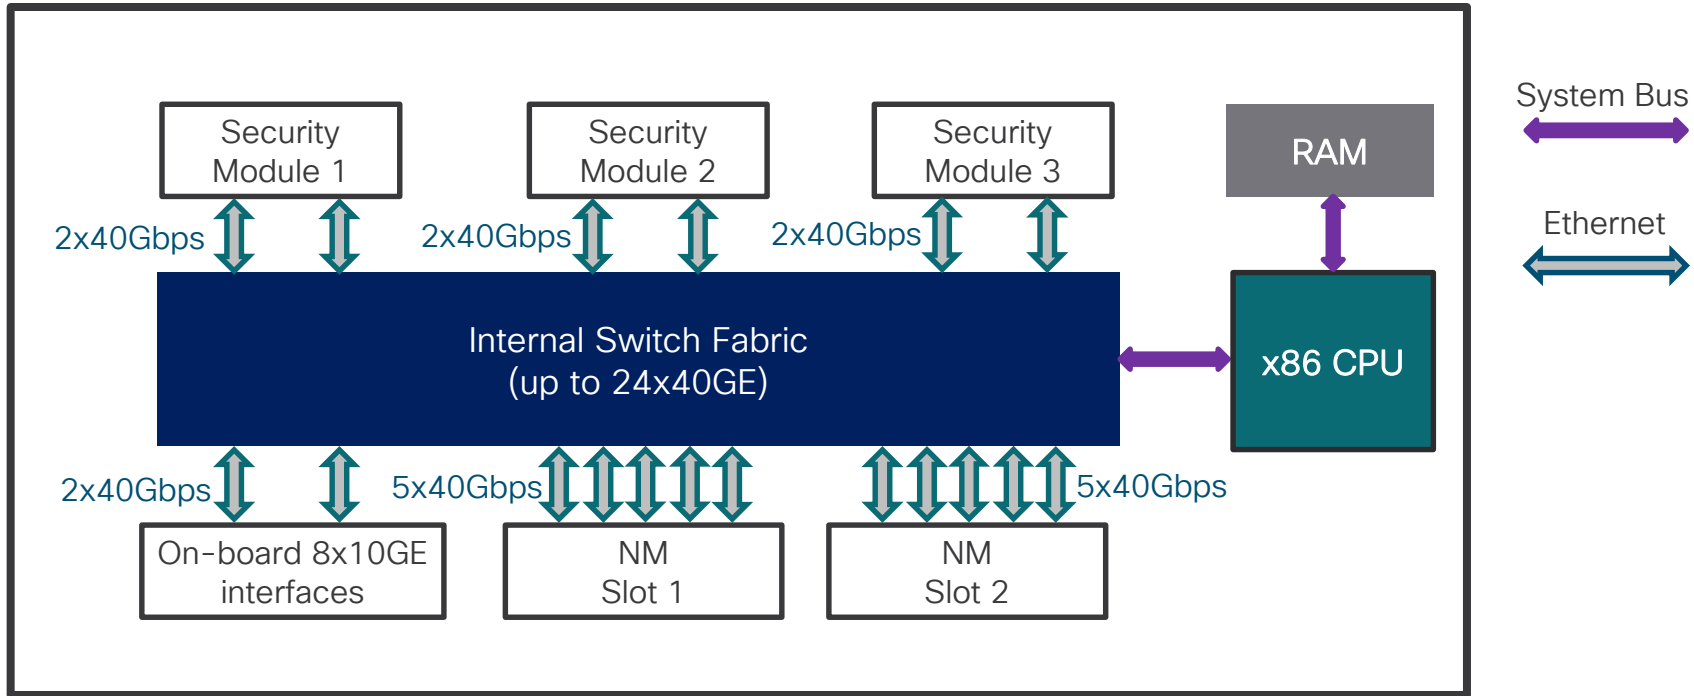 Security
Module 1
Security
Module 2
Security
Module 3
RAM
System Bus
2x40Gbps
2x40Gbps
2x40Gbps
Ethernet
Internal Switch Fabric
(up to 24x40GE)
x86 CPU
2x40Gbps
5x40Gbps
5x40Gbps
On-board 8x10GE
interfaces
NM
Slot 1
NM
Slot 2